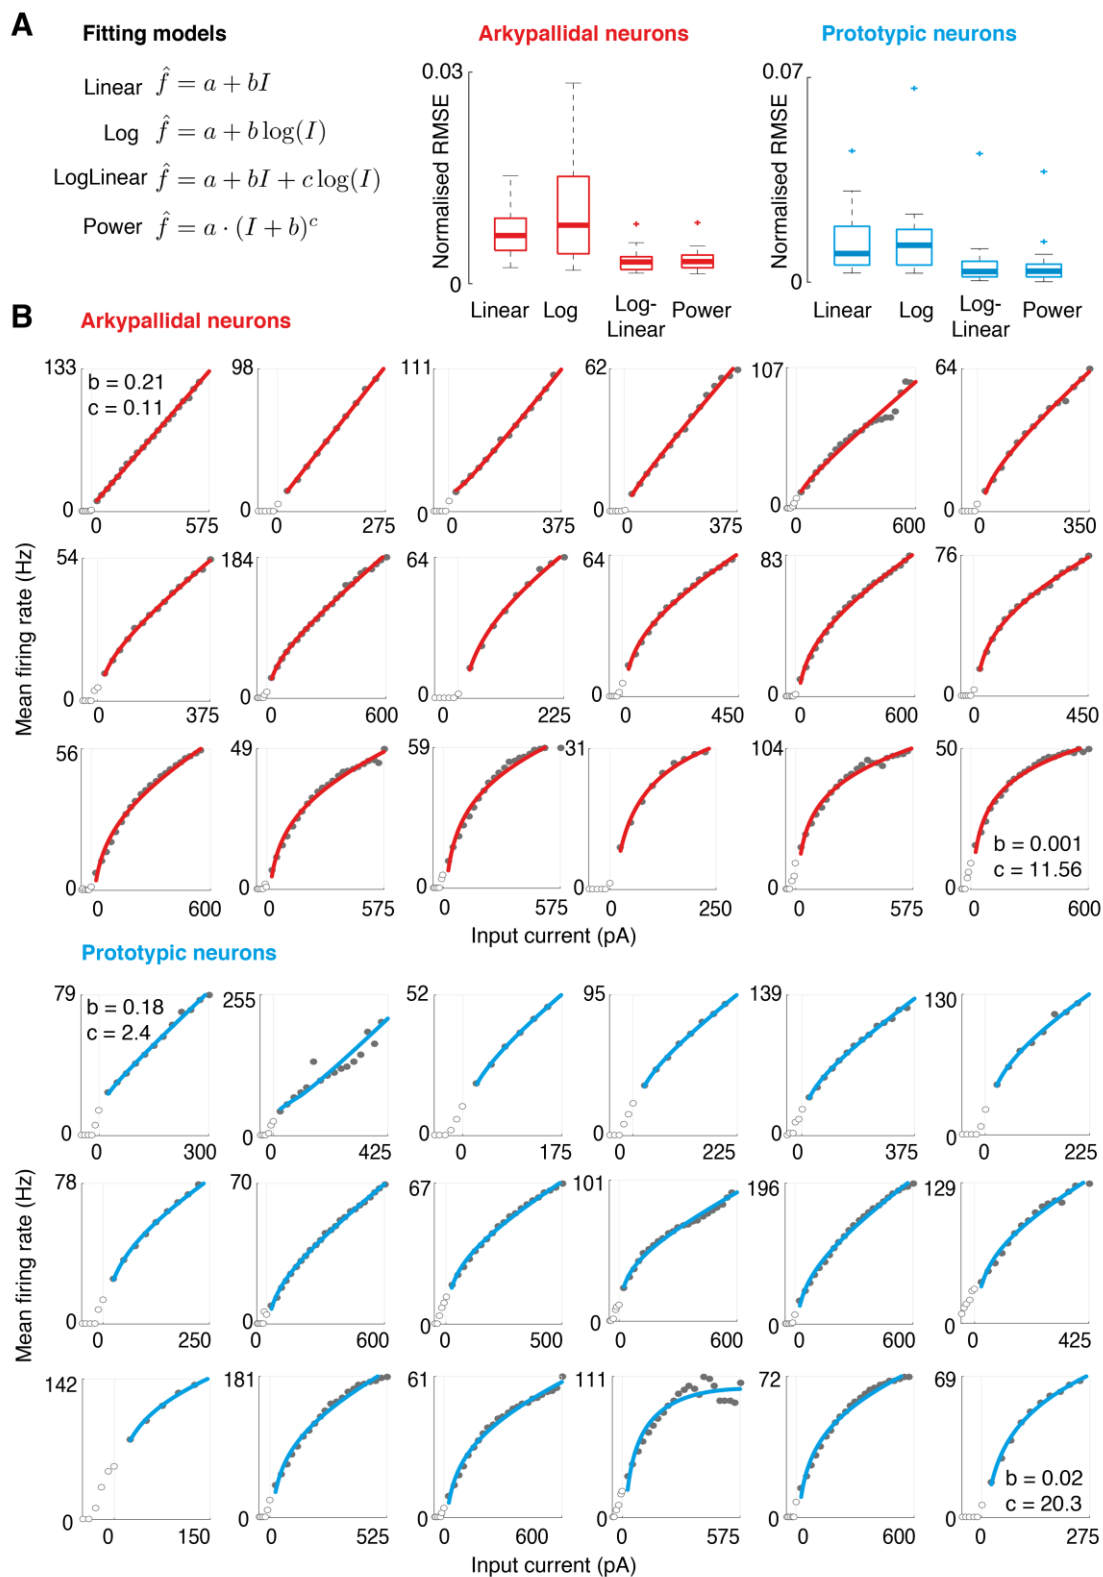 A
Fitting models
Linear f̂ = a + bI
Log f̂ = a + b log(I)
LogLinear f̂ = a + bI + c log(I)
Power f̂ = a · (I + b)^c
Arkypallidal neurons
Normalised RMSE
0.03
0
Linear Log Log-Linear Power
Prototypic neurons
Normalised RMSE
0.07
0
Linear Log Log-Linear Power
B
Arkypallidal neurons
Mean firing rate (Hz)
133 98 111 62 107 64
b = 0.21
c = 0.11
0 0 0 0 0 0
0 575 0 275 0 375 0 375 0 600 0 350
54 184 64 64 83 76
0 0 0 0 0 0
0 375 0 600 0 225 0 450 0 600 0 450
56 49 59 31 104 50
b = 0.001
c = 11.56
0 0 0 0 0 0
0 600 0 575 0 575 0 250 0 575 0 600
Input current (pA)
Prototypic neurons
Mean firing rate (Hz)
79 255 52 95 139 130
b = 0.18
c = 2.4
0 0 0 0 0 0
0 300 0 425 0 175 0 225 0 375 0 225
78 70 67 101 196 129
0 0 0 0 0 0
0 250 0 600 0 500 0 600 0 600 0 425
142 181 61 111 72 69
b = 0.02
c = 20.3
0 0 0 0 0 0
0 150 0 525 0 600 0 575 0 600 0 275
Input current (pA)